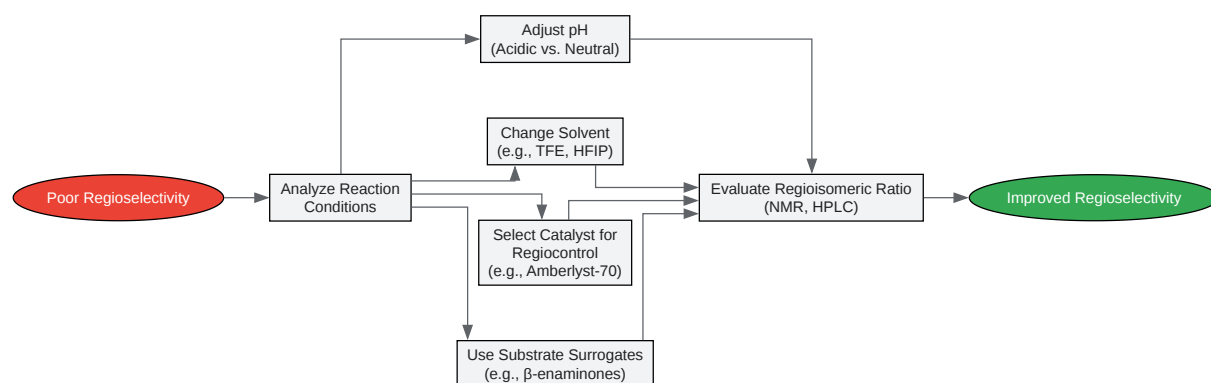 Adjust pH
(Acidic vs. Neutral)
Change Solvent
(e.g., TFE, HFIP)
Poor Regioselectivity
Analyze Reaction
Conditions
Evaluate Regioisomeric Ratio
(NMR, HPLC)
Improved Regioselectivity
Select Catalyst for
Regiocontrol
(e.g., Amberlyst-70)
Use Substrate Surrogates
(e.g., β-enaminones)